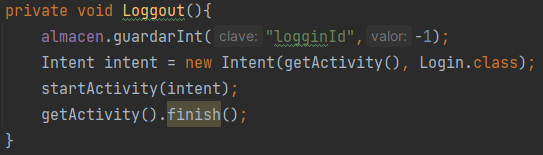 private void Loggout(){
almacen.guardarInt( clave: "logginId", valor: -1);
Intent intent = new Intent(getActivity(), Login.class);
startActivity(intent);
getActivity().finish();
}